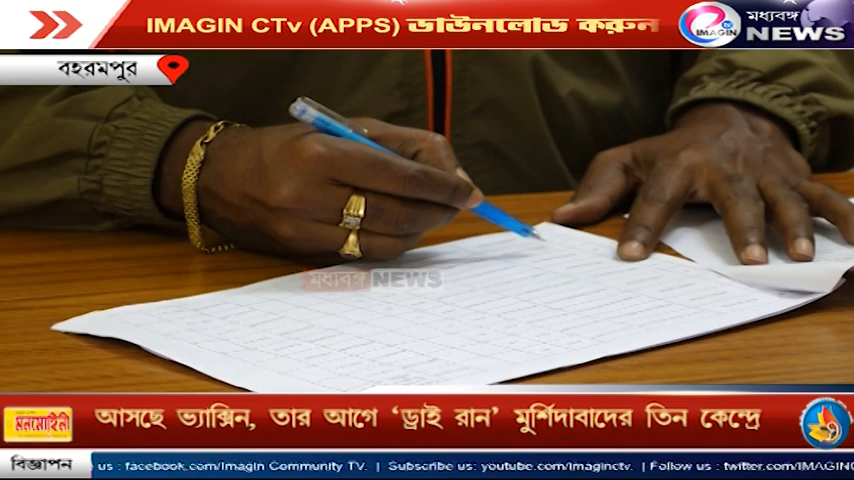 IMAGIN CTv (APPS) ডাউনলোড করুন
IMAGIN
মধ্যবঙ্গ
NEWS
বহরমপুর
মধ্যবঙ্গ NEWS
মনমোহিনী
আসছে ভ্যাক্সিন, তার আগে ‘ড্রাই রান’ মুর্শিদাবাদের তিন কেন্দ্রে
বিজ্ঞাপন
us : facebook.com/Imagin Community TV. | Subscribe us: youtube.com/imaginctv. | Follow us : twitter.com/IMAGIN